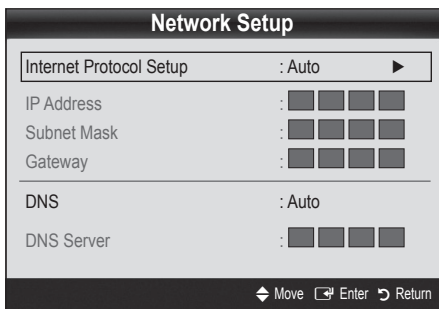 Network Setup
Internet Protocol Setup : Auto ►
IP Address :
Subnet Mask :
Gateway :
DNS : Auto
DNS Server :
Move Enter Return